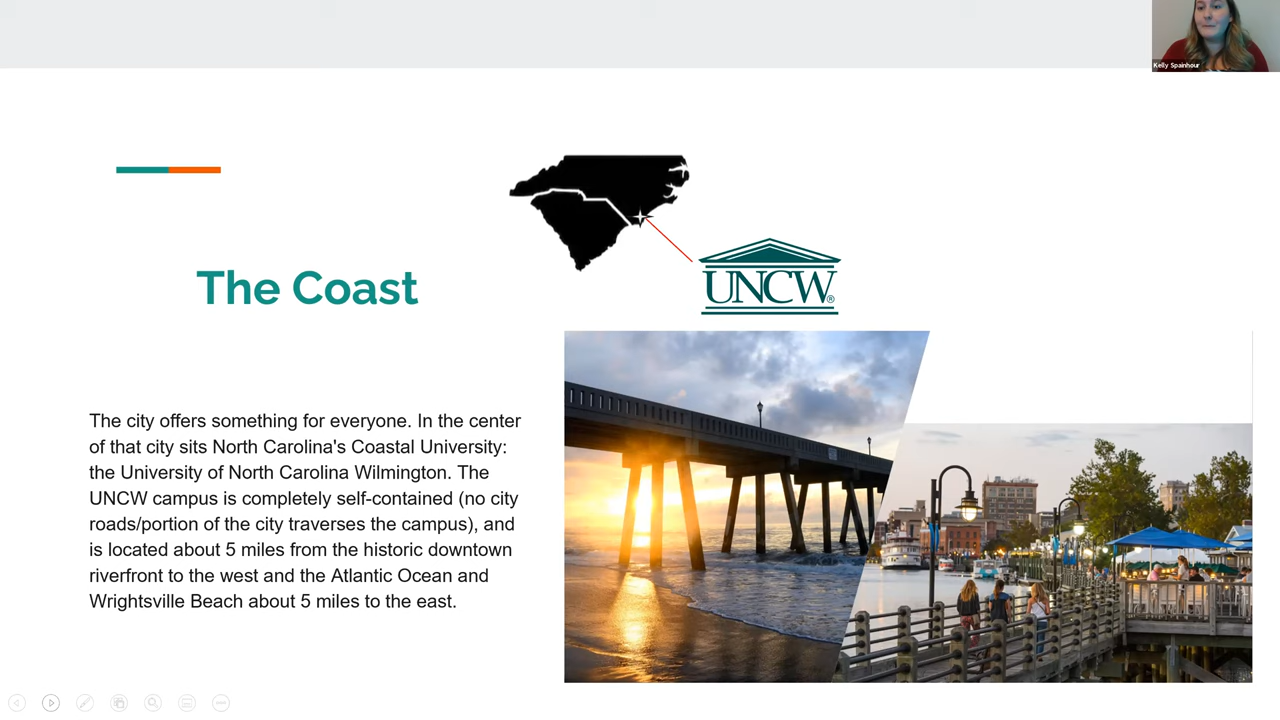 Kelly Spainhour
The Coast
UNCW®
The city offers something for everyone. In the center
of that city sits North Carolina's Coastal University:
the University of North Carolina Wilmington. The
UNCW campus is completely self-contained (no city
roads/portion of the city traverses the campus), and
is located about 5 miles from the historic downtown
riverfront to the west and the Atlantic Ocean and
Wrightsville Beach about 5 miles to the east.